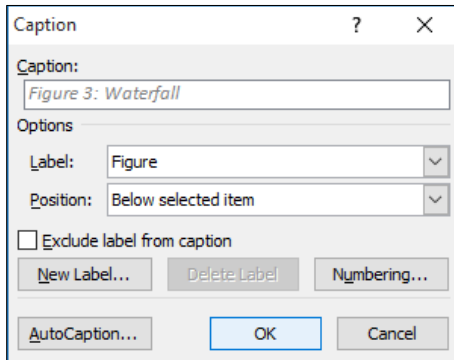 Caption ?
Caption:
Figure 3: Waterfall
Options
Label: Figure
Position: Below selected item
Exclude label from caption
New Label... Delete Label Numbering...
AutoCaption... OK Cancel